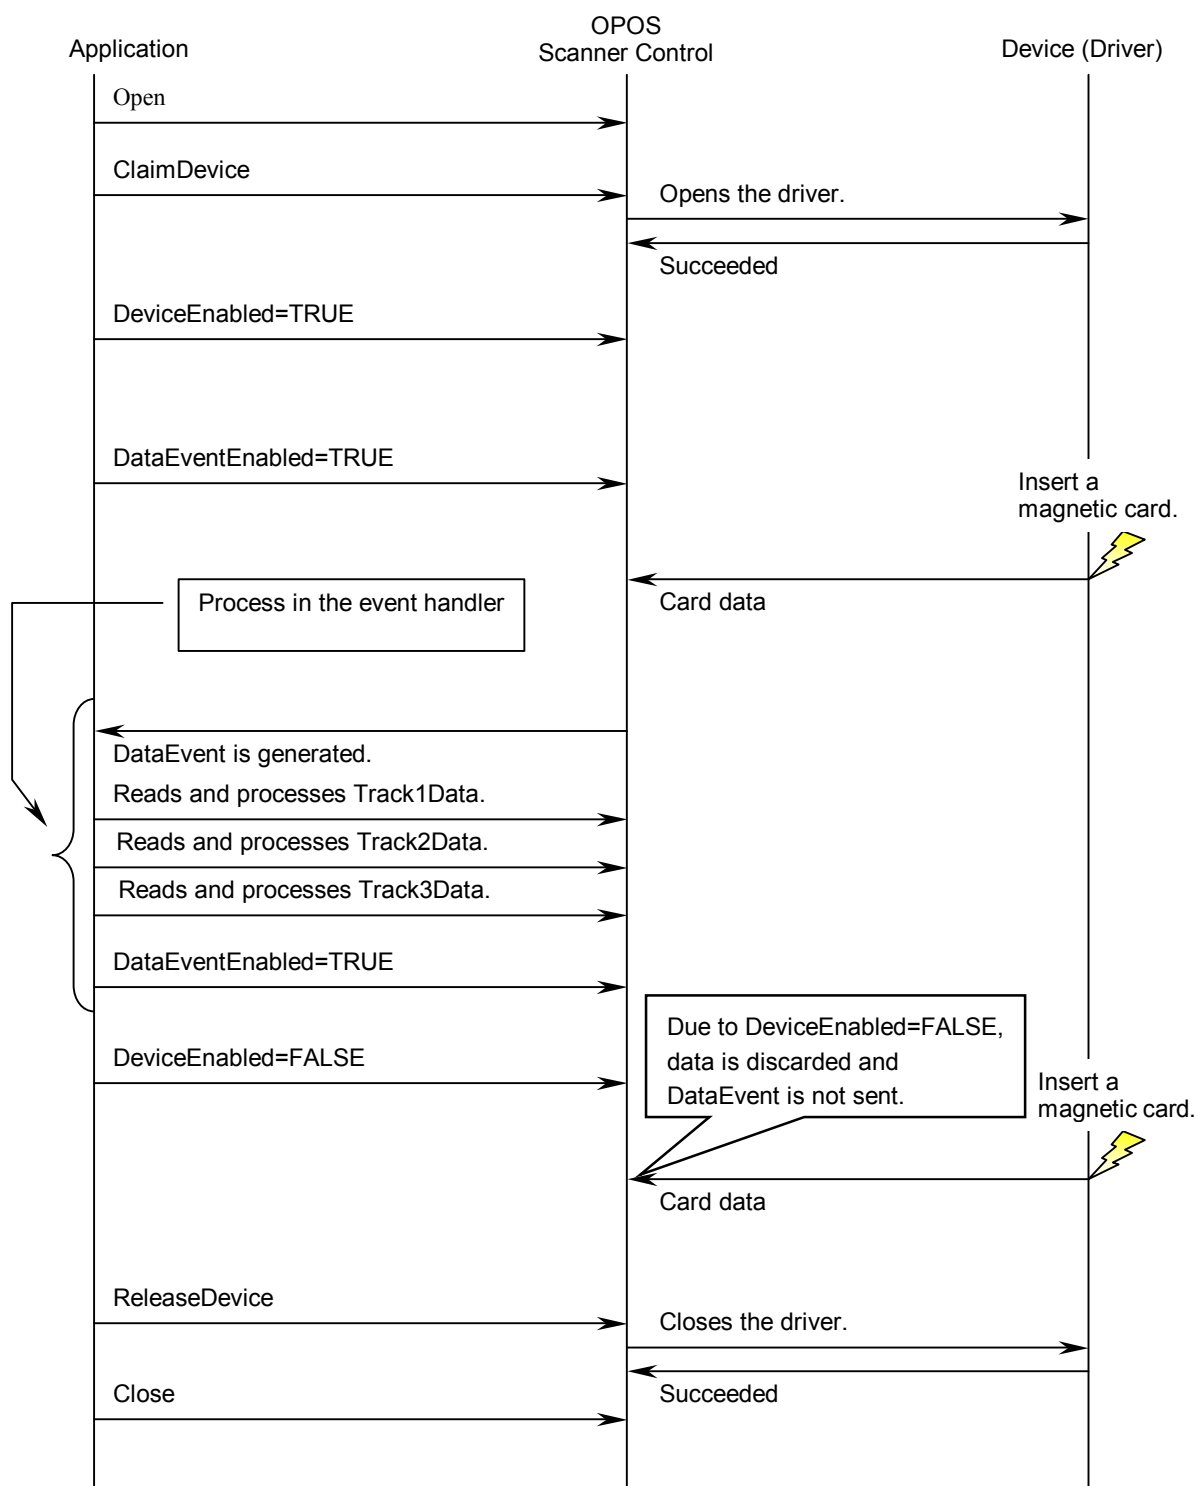 OPOS
Application
Scanner Control
Device (Driver)
Open
ClaimDevice
Opens the driver.
Succeeded
DeviceEnabled=TRUE
DataEventEnabled=TRUE
Insert a
magnetic card.
Process in the event handler
Card data
DataEvent is generated.
Reads and processes Track1Data.
Reads and processes Track2Data.
Reads and processes Track3Data.
DataEventEnabled=TRUE
Due to DeviceEnabled=FALSE,
data is discarded and
DataEvent is not sent.
DeviceEnabled=FALSE
Insert a
magnetic card.
Card data
ReleaseDevice
Closes the driver.
Close
Succeeded